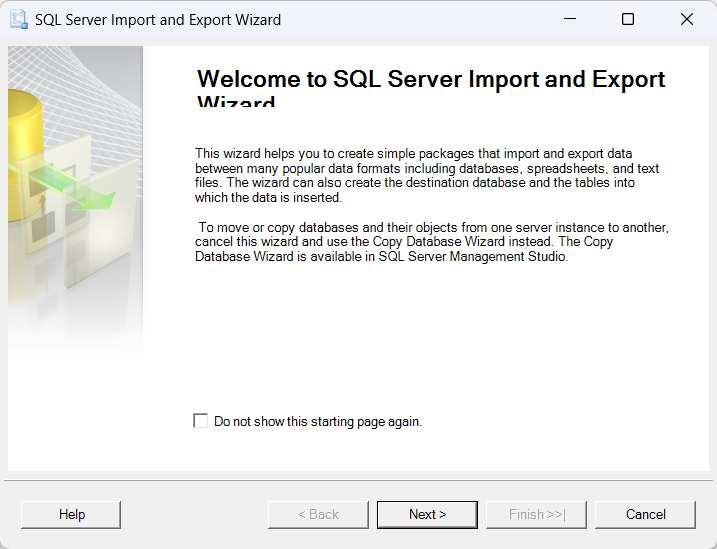 SQL Server Import and Export Wizard
Welcome to SQL Server Import and Export
Wizard
This wizard helps you to create simple packages that import and export data
between many popular data formats including databases, spreadsheets, and text
files. The wizard can also create the destination database and the tables into
which the data is inserted.
To move or copy databases and their objects from one server instance to another,
cancel this wizard and use the Copy Database Wizard instead. The Copy
Database Wizard is available in SQL Server Management Studio.
Do not show this starting page again.
Help
< Back
Next >
Finish >>|
Cancel